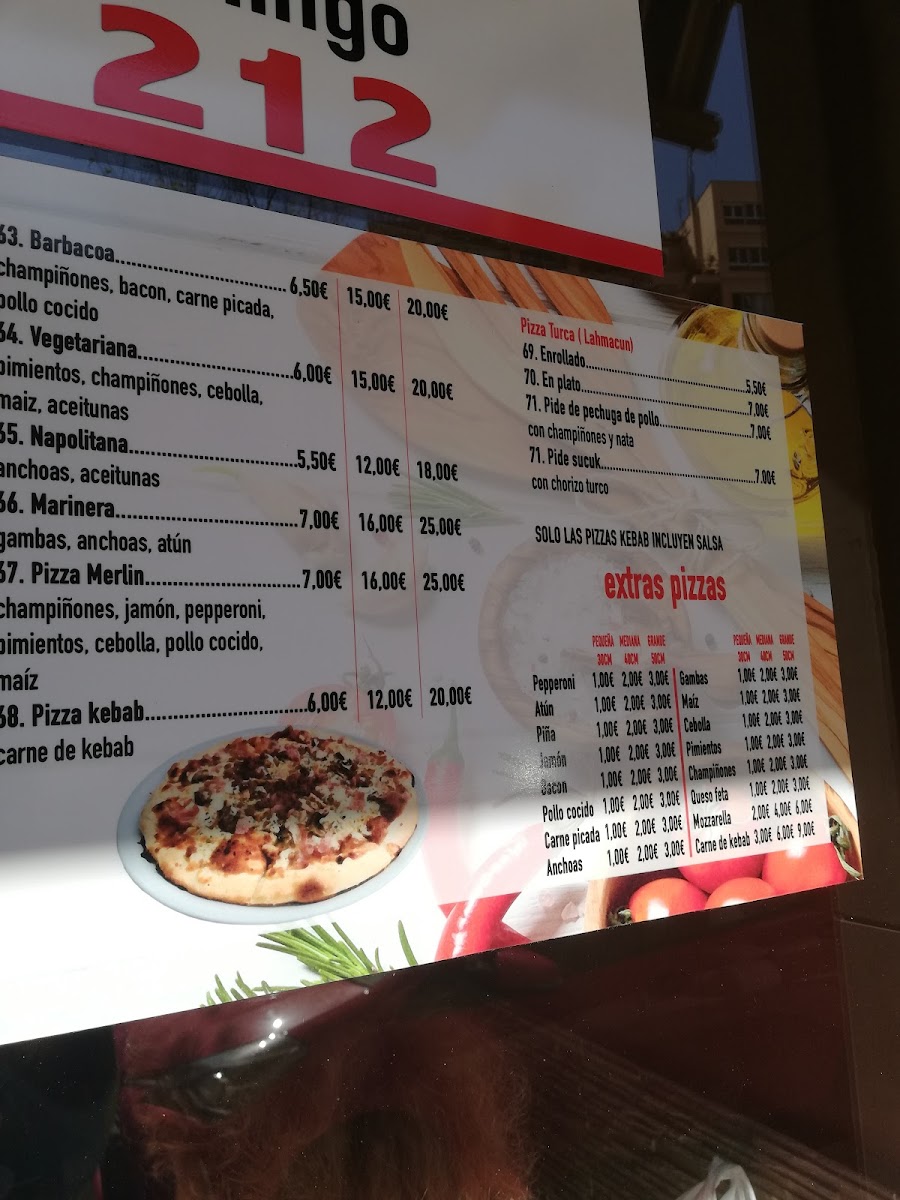 212
63. Barbacoa.......................... 6,50€ 15,00€ 20,00€
champiñones, bacon, carne picada,
pollo cocido
64. Vegetariana........................6,00€ 15,00€ 20,00€
pimientos, champiñones, cebolla,
maiz, aceitunas
65. Napolitana..........................5,50€ 12,00€ 18,00€
anchoas, aceitunas
66. Marinera............................7,00€ 16,00€ 25,00€
gambas, anchoas, atún
67. Pizza Merlin.......................7,00€ 16,00€ 25,00€
champiñones, jamón, pepperoni,
pimientos, cebolla, pollo cocido,
maíz
68. Pizza kebab.......................6,00€ 12,00€ 20,00€
carne de kebab
Pizza Turca ( Lahmacun)
69. Enrollado..........................5,50€
70. En plato............................7,00€
71. Pide de pechuga de pollo..................7,00€
con champiñones y nata
71. Pide sucuk..........................7,00€
con chorizo turco
SOLO LAS PIZZAS KEBAB INCLUYEN SALSA
extras pizzas
PEQUEÑA MEDIANA GRANDE
30CM 40CM 50CM
Pepperoni 1,00€ 2,00€ 3,00€
Atún 1,00€ 2,00€ 3,00€
Piña 1,00€ 2,00€ 3,00€
Jamón 1,00€ 2,00€ 3,00€
Bacon 1,00€ 2,00€ 3,00€
Pollo cocido 1,00€ 2,00€ 3,00€
Carne picada 1,00€ 2,00€ 3,00€
Anchoas 1,00€ 2,00€ 3,00€
PEQUEÑA MEDIANA GRANDE
30CM 40CM 50CM
Gambas 1,00€ 2,00€ 3,00€
Maíz 1,00€ 2,00€ 3,00€
Cebolla 1,00€ 2,00€ 3,00€
Pimientos 1,00€ 2,00€ 3,00€
Champiñones 1,00€ 2,00€ 3,00€
Queso feta 1,00€ 2,00€ 3,00€
Mozzarella 2,00€ 4,00€ 6,00€
Carne de kebab 3,00€ 6,00€ 9,00€